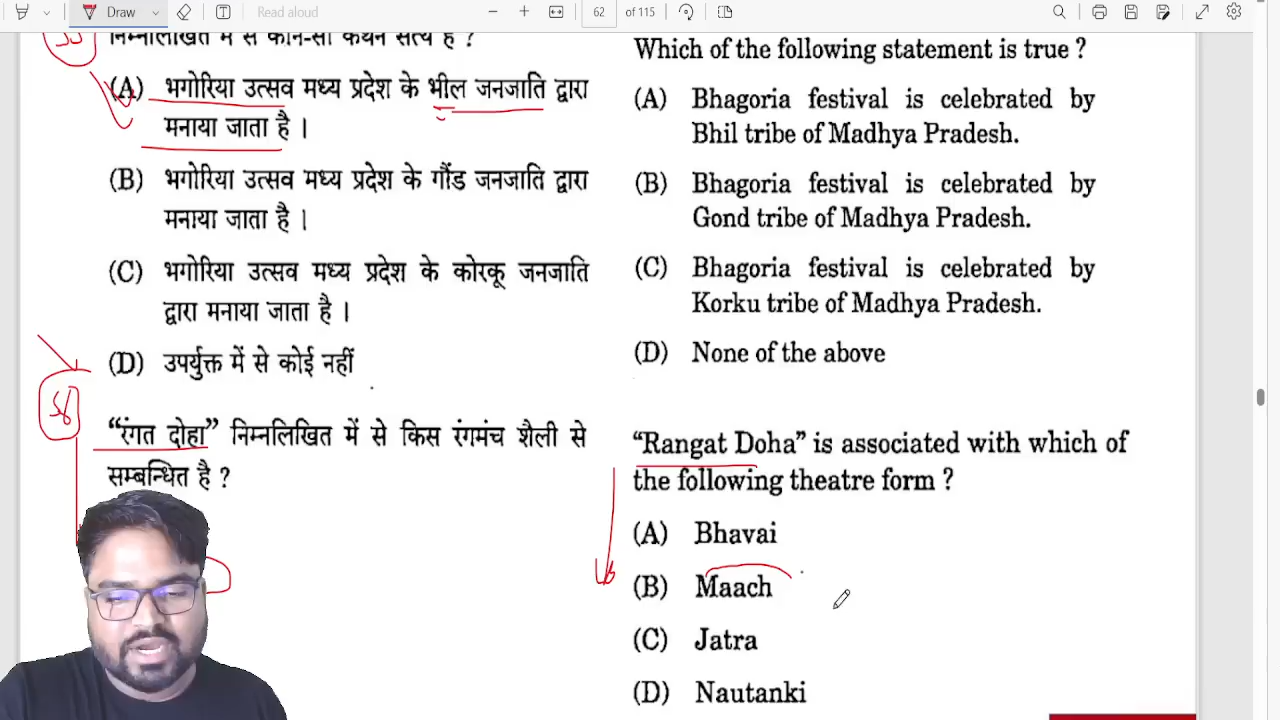 Draw
Read aloud
62 of 115
निम्नलिखित में से कौन-सा कथन सत्य है ?
(A) भगोरिया उत्सव मध्य प्रदेश के भील जनजाति द्वारा
मनाया जाता है ।
(B) भगोरिया उत्सव मध्य प्रदेश के गौंड जनजाति द्वारा
मनाया जाता है ।
(C) भगोरिया उत्सव मध्य प्रदेश के कोरकू जनजाति
द्वारा मनाया जाता है ।
(D) उपर्युक्त में से कोई नहीं
“रंगत दोहा” निम्नलिखित में से किस रंगमंच शैली से
सम्बन्धित है ?
Which of the following statement is true ?
(A) Bhagoria festival is celebrated by
Bhil tribe of Madhya Pradesh.
(B) Bhagoria festival is celebrated by
Gond tribe of Madhya Pradesh.
(C) Bhagoria festival is celebrated by
Korku tribe of Madhya Pradesh.
(D) None of the above
“Rangat Doha” is associated with which of
the following theatre form ?
(A) Bhavai
(B) Maach
(C) Jatra
(D) Nautanki